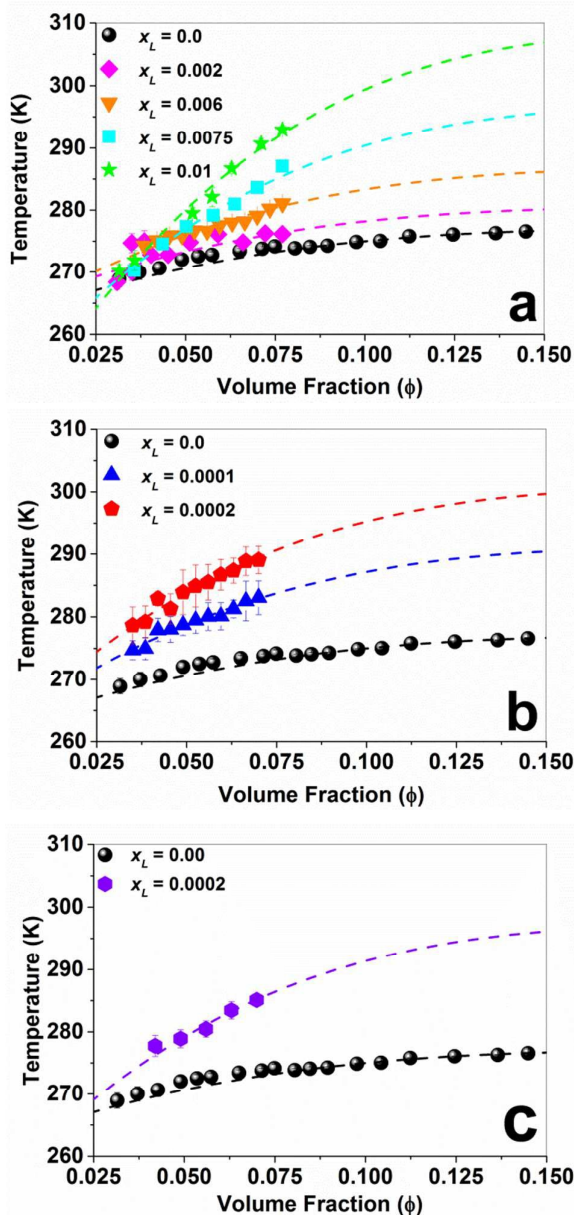 310
300
290
280
270
260
Temperature (K)
x_L = 0.0
x_L = 0.002
x_L = 0.006
x_L = 0.0075
x_L = 0.01
a
0.025 0.050 0.075 0.100 0.125 0.150
Volume Fraction (ϕ)
310
300
290
280
270
260
Temperature (K)
x_L = 0.0
x_L = 0.0001
x_L = 0.0002
b
0.025 0.050 0.075 0.100 0.125 0.150
Volume Fraction (ϕ)
310
300
290
280
270
260
Temperature (K)
x_L = 0.00
x_L = 0.0002
c
0.025 0.050 0.075 0.100 0.125 0.150
Volume Fraction (ϕ)